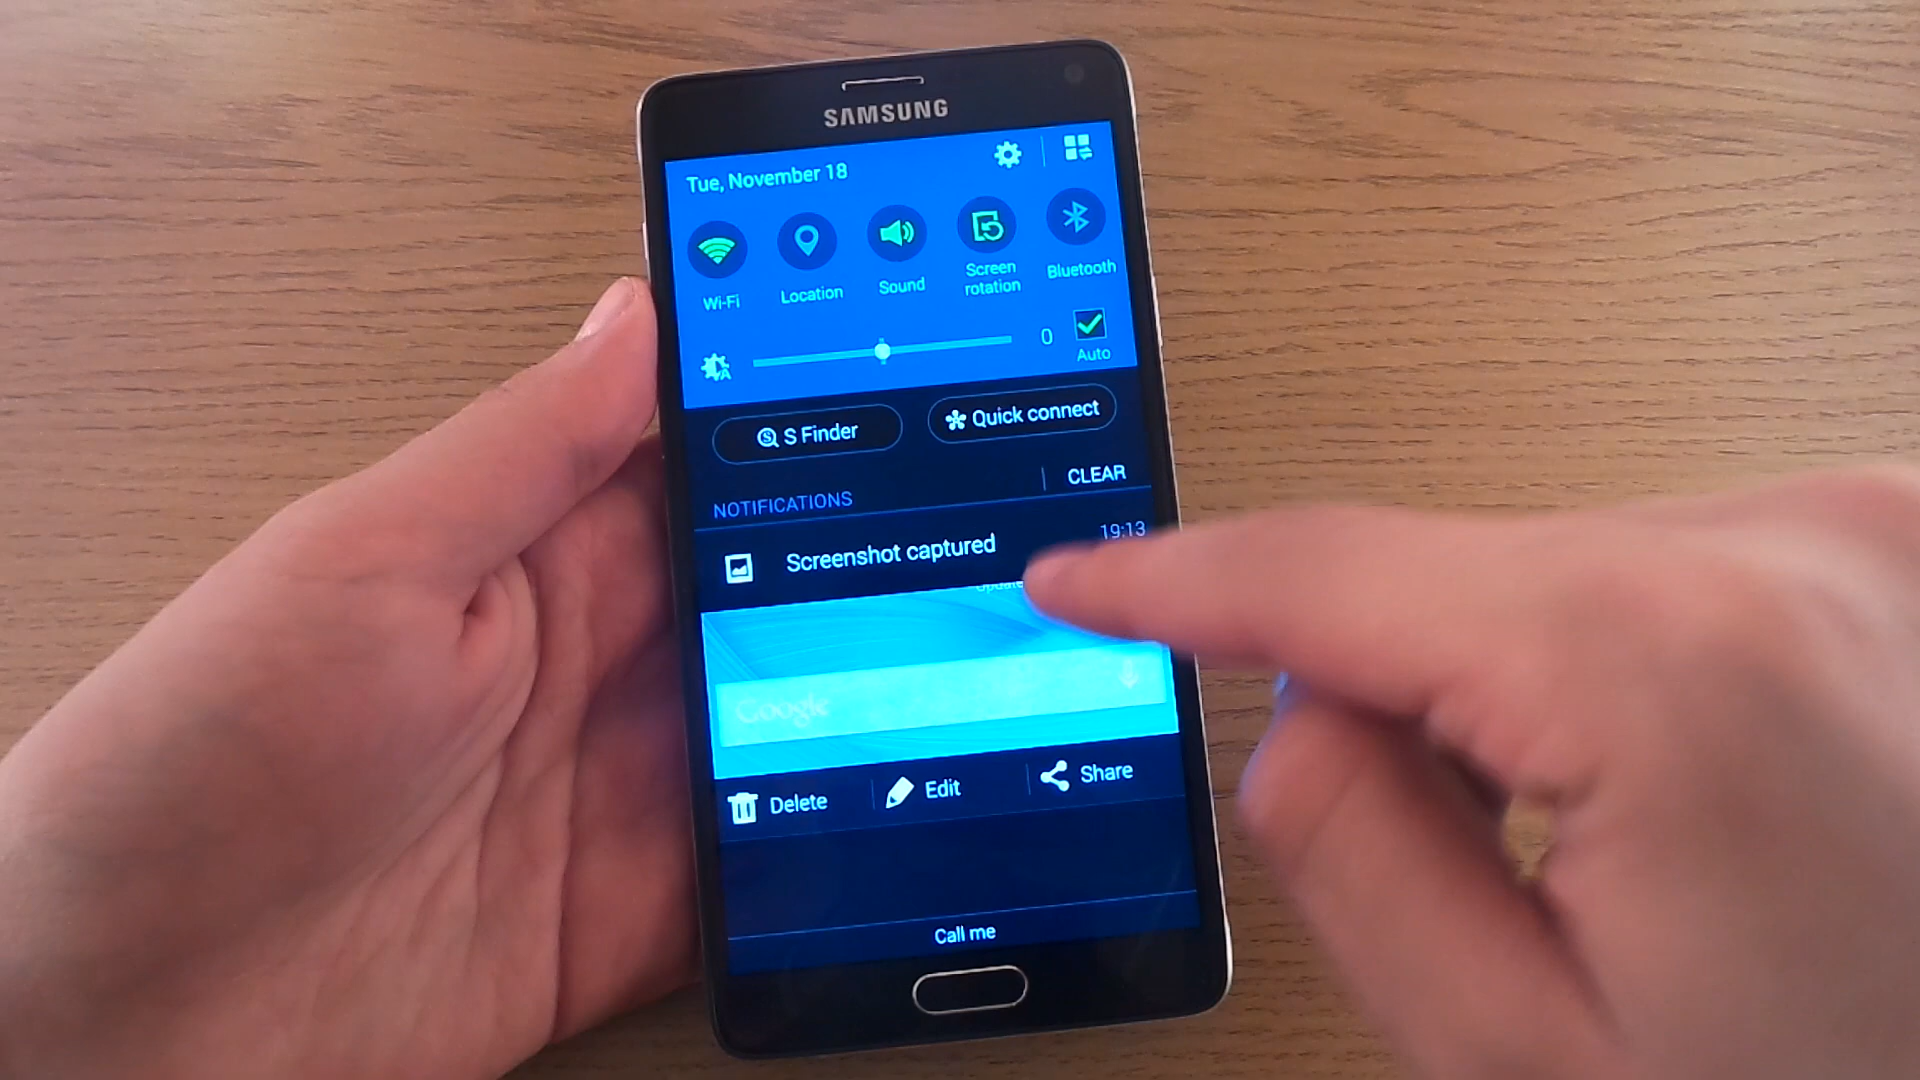 SAMSUNG
Tue, November 18
Wi-Fi
Location
Sound
Screen
rotation
Bluetooth
0
Auto
S Finder
Quick connect
NOTIFICATIONS
CLEAR
Screenshot captured
19:13
Google
Delete
Edit
Share
Call me